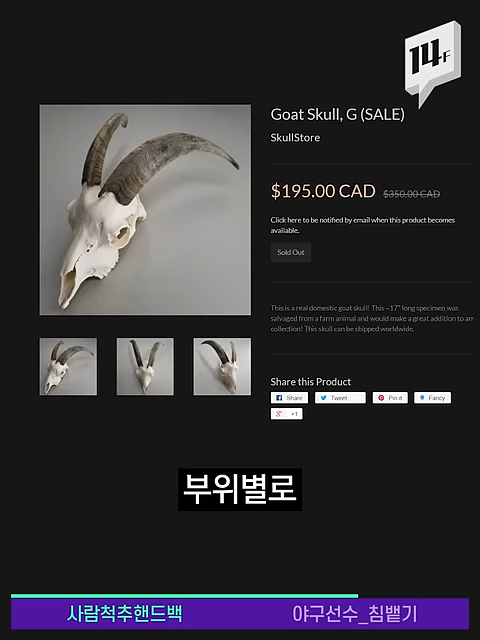 14F
Goat Skull, G (SALE)
SkullStore
$195.00 CAD $350.00 CAD
Click here to be notified by email when this product becomes
available.
Sold Out
This is a real domestic goat skull! This ~17" long specimen was
salvaged from a farm animal and would make a great addition to any
collection! This skull can be shipped worldwide.
Share this Product
Share Tweet Pin it Fancy
+1
부위별로
사람척추핸드백 야구선수_침뱉기